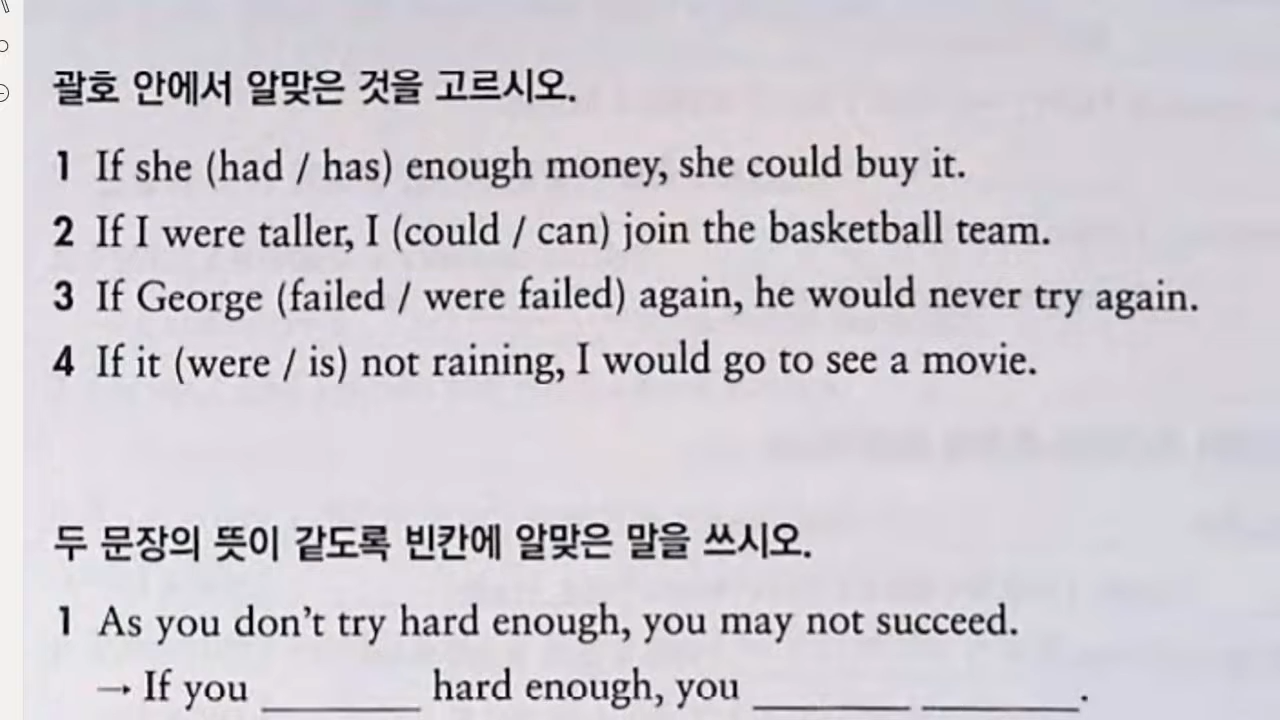 괄호 안에서 알맞은 것을 고르시오.
1 If she (had / has) enough money, she could buy it.
2 If I were taller, I (could / can) join the basketball team.
3 If George (failed / were failed) again, he would never try again.
4 If it (were / is) not raining, I would go to see a movie.
두 문장의 뜻이 같도록 빈칸에 알맞은 말을 쓰시오.
1 As you don't try hard enough, you may not succeed.
→ If you ________ hard enough, you ________ ________.